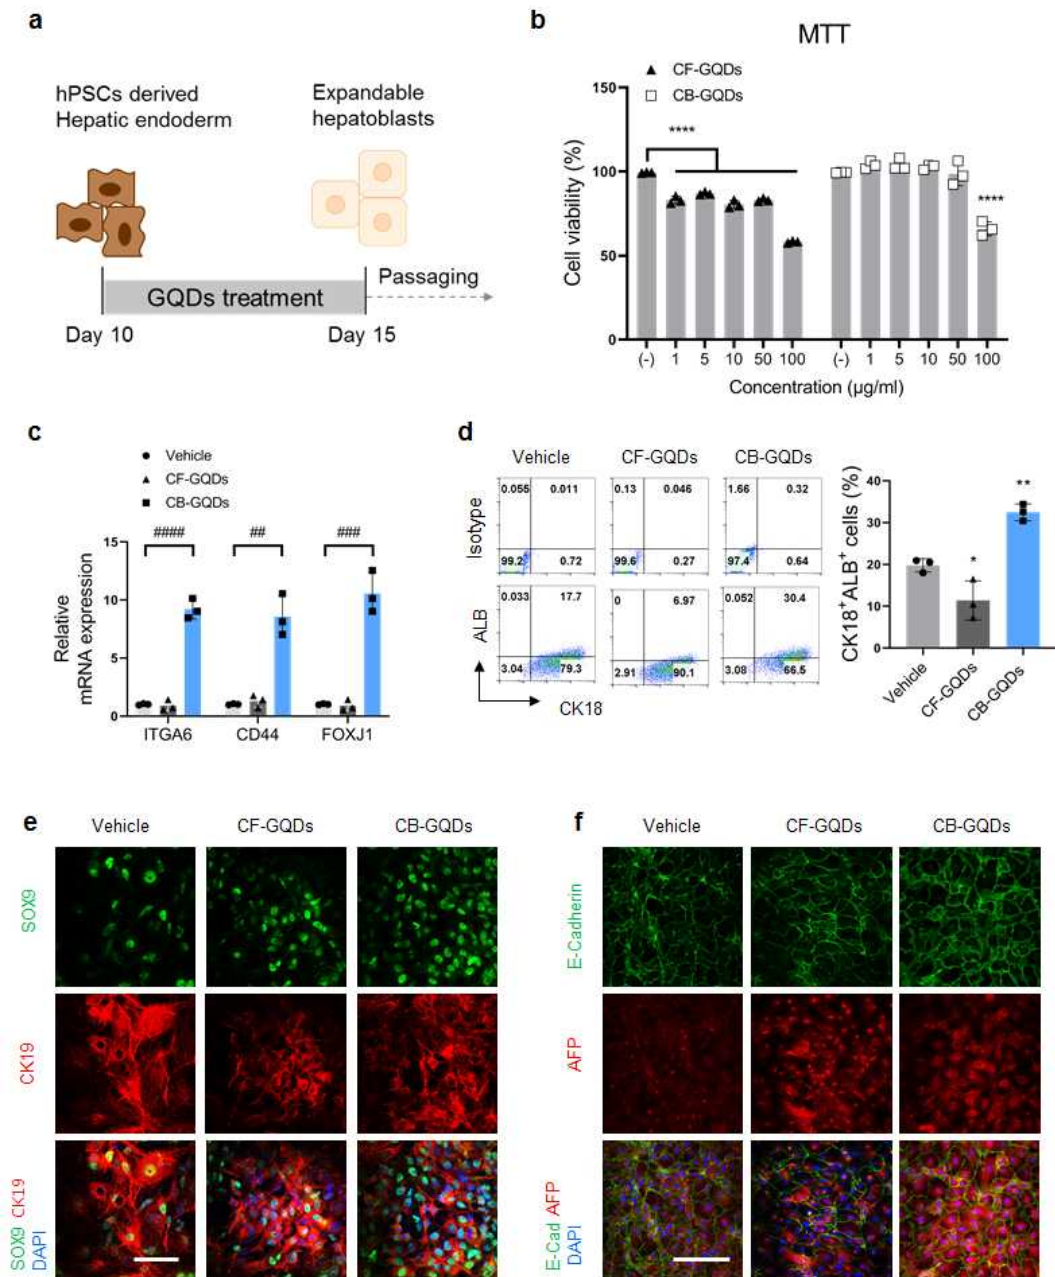 a
hPSCs derived
Hepatic endoderm
Expandable
hepatoblasts
GQDs treatment
Passaging
Day 10
Day 15
b
MTT
CF-GQDs
CB-GQDs
Cell viability (%)
150
100
50
0
****
****
(-) 1 5 10 50 100
(-) 1 5 10 50 100
Concentration (µg/ml)
c
Vehicle
CF-GQDs
CB-GQDs
Relative
mRNA expression
15
10
5
0
####
##
###
ITGA6 CD44 FOXJ1
d
Vehicle CF-GQDs CB-GQDs
Isotype
0.055 0.011
99.2 0.72
0.13 0.046
99.6 0.27
1.66 0.32
97.4 0.64
ALB
0.033 17.7
3.04 79.3
0 6.97
2.91 90.1
0.052 30.4
3.08 66.5
CK18
CK18+ALB+ cells (%)
40
30
20
10
0
*
**
Vehicle
CF-GQDs
CB-GQDs
e
Vehicle CF-GQDs CB-GQDs
SOX9
CK19
SOX9 CK19
DAPI
f
Vehicle CF-GQDs CB-GQDs
E-Cadherin
AFP
E-Cad AFP
DAPI